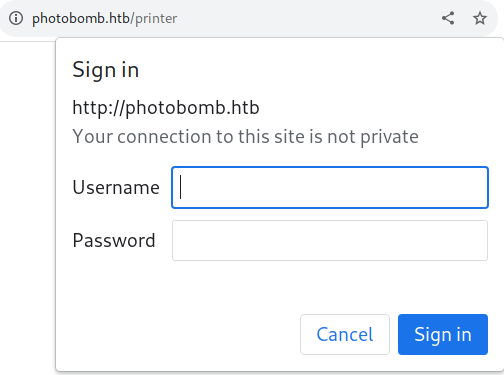 photobomb.htb/printer
Sign in
http://photobomb.htb
Your connection to this site is not private
Username
Password
Cancel Sign in